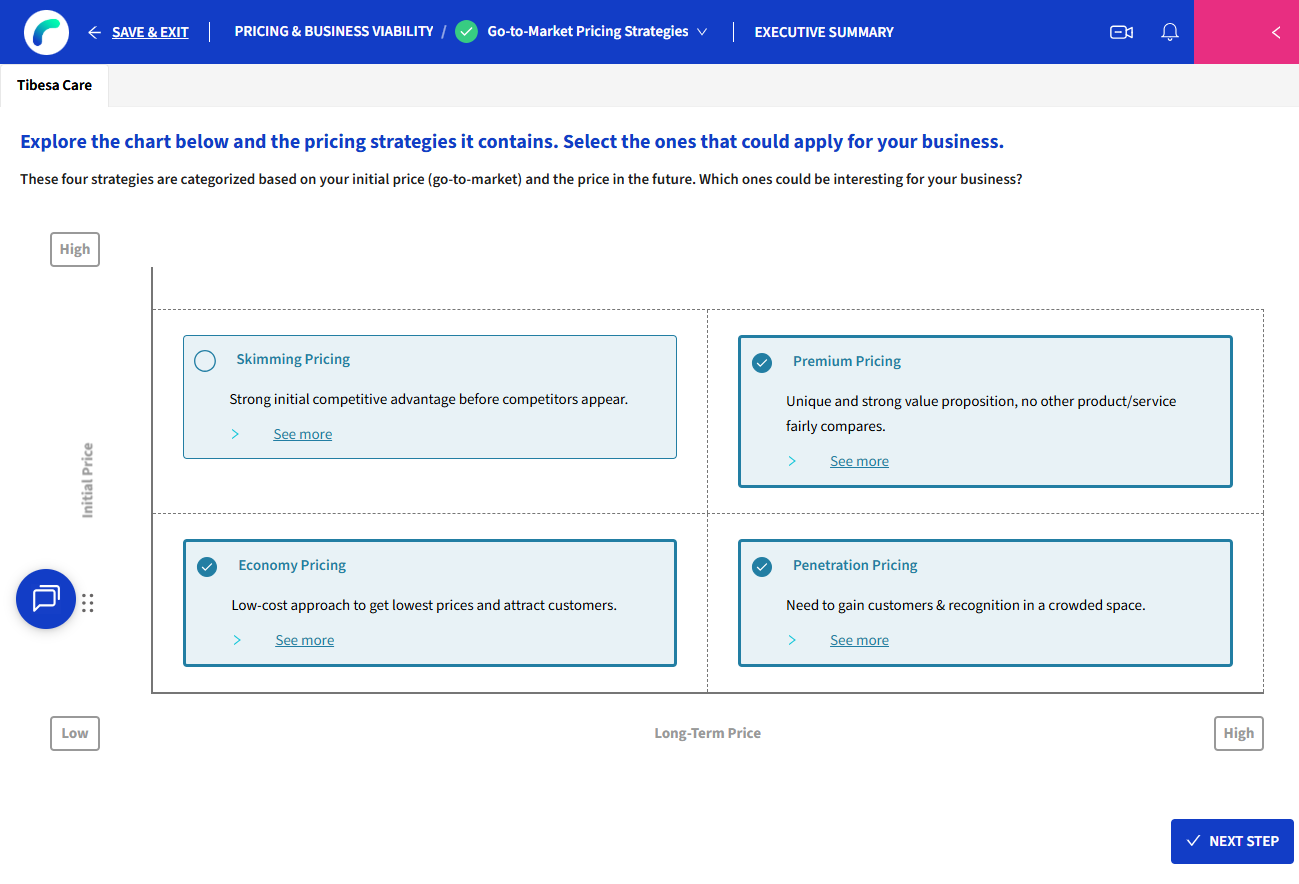 SAVE & EXIT
PRICING & BUSINESS VIABILITY / Go-to-Market Pricing Strategies
EXECUTIVE SUMMARY
Tibesa Care
Explore the chart below and the pricing strategies it contains. Select the ones that could apply for your business.
These four strategies are categorized based on your initial price (go-to-market) and the price in the future. Which ones could be interesting for your business?
High
Initial Price
Skimming Pricing
Strong initial competitive advantage before competitors appear.
See more
Premium Pricing
Unique and strong value proposition, no other product/service
fairly compares.
See more
Economy Pricing
Low-cost approach to get lowest prices and attract customers.
See more
Penetration Pricing
Need to gain customers & recognition in a crowded space.
See more
Low
Long-Term Price
High
NEXT STEP